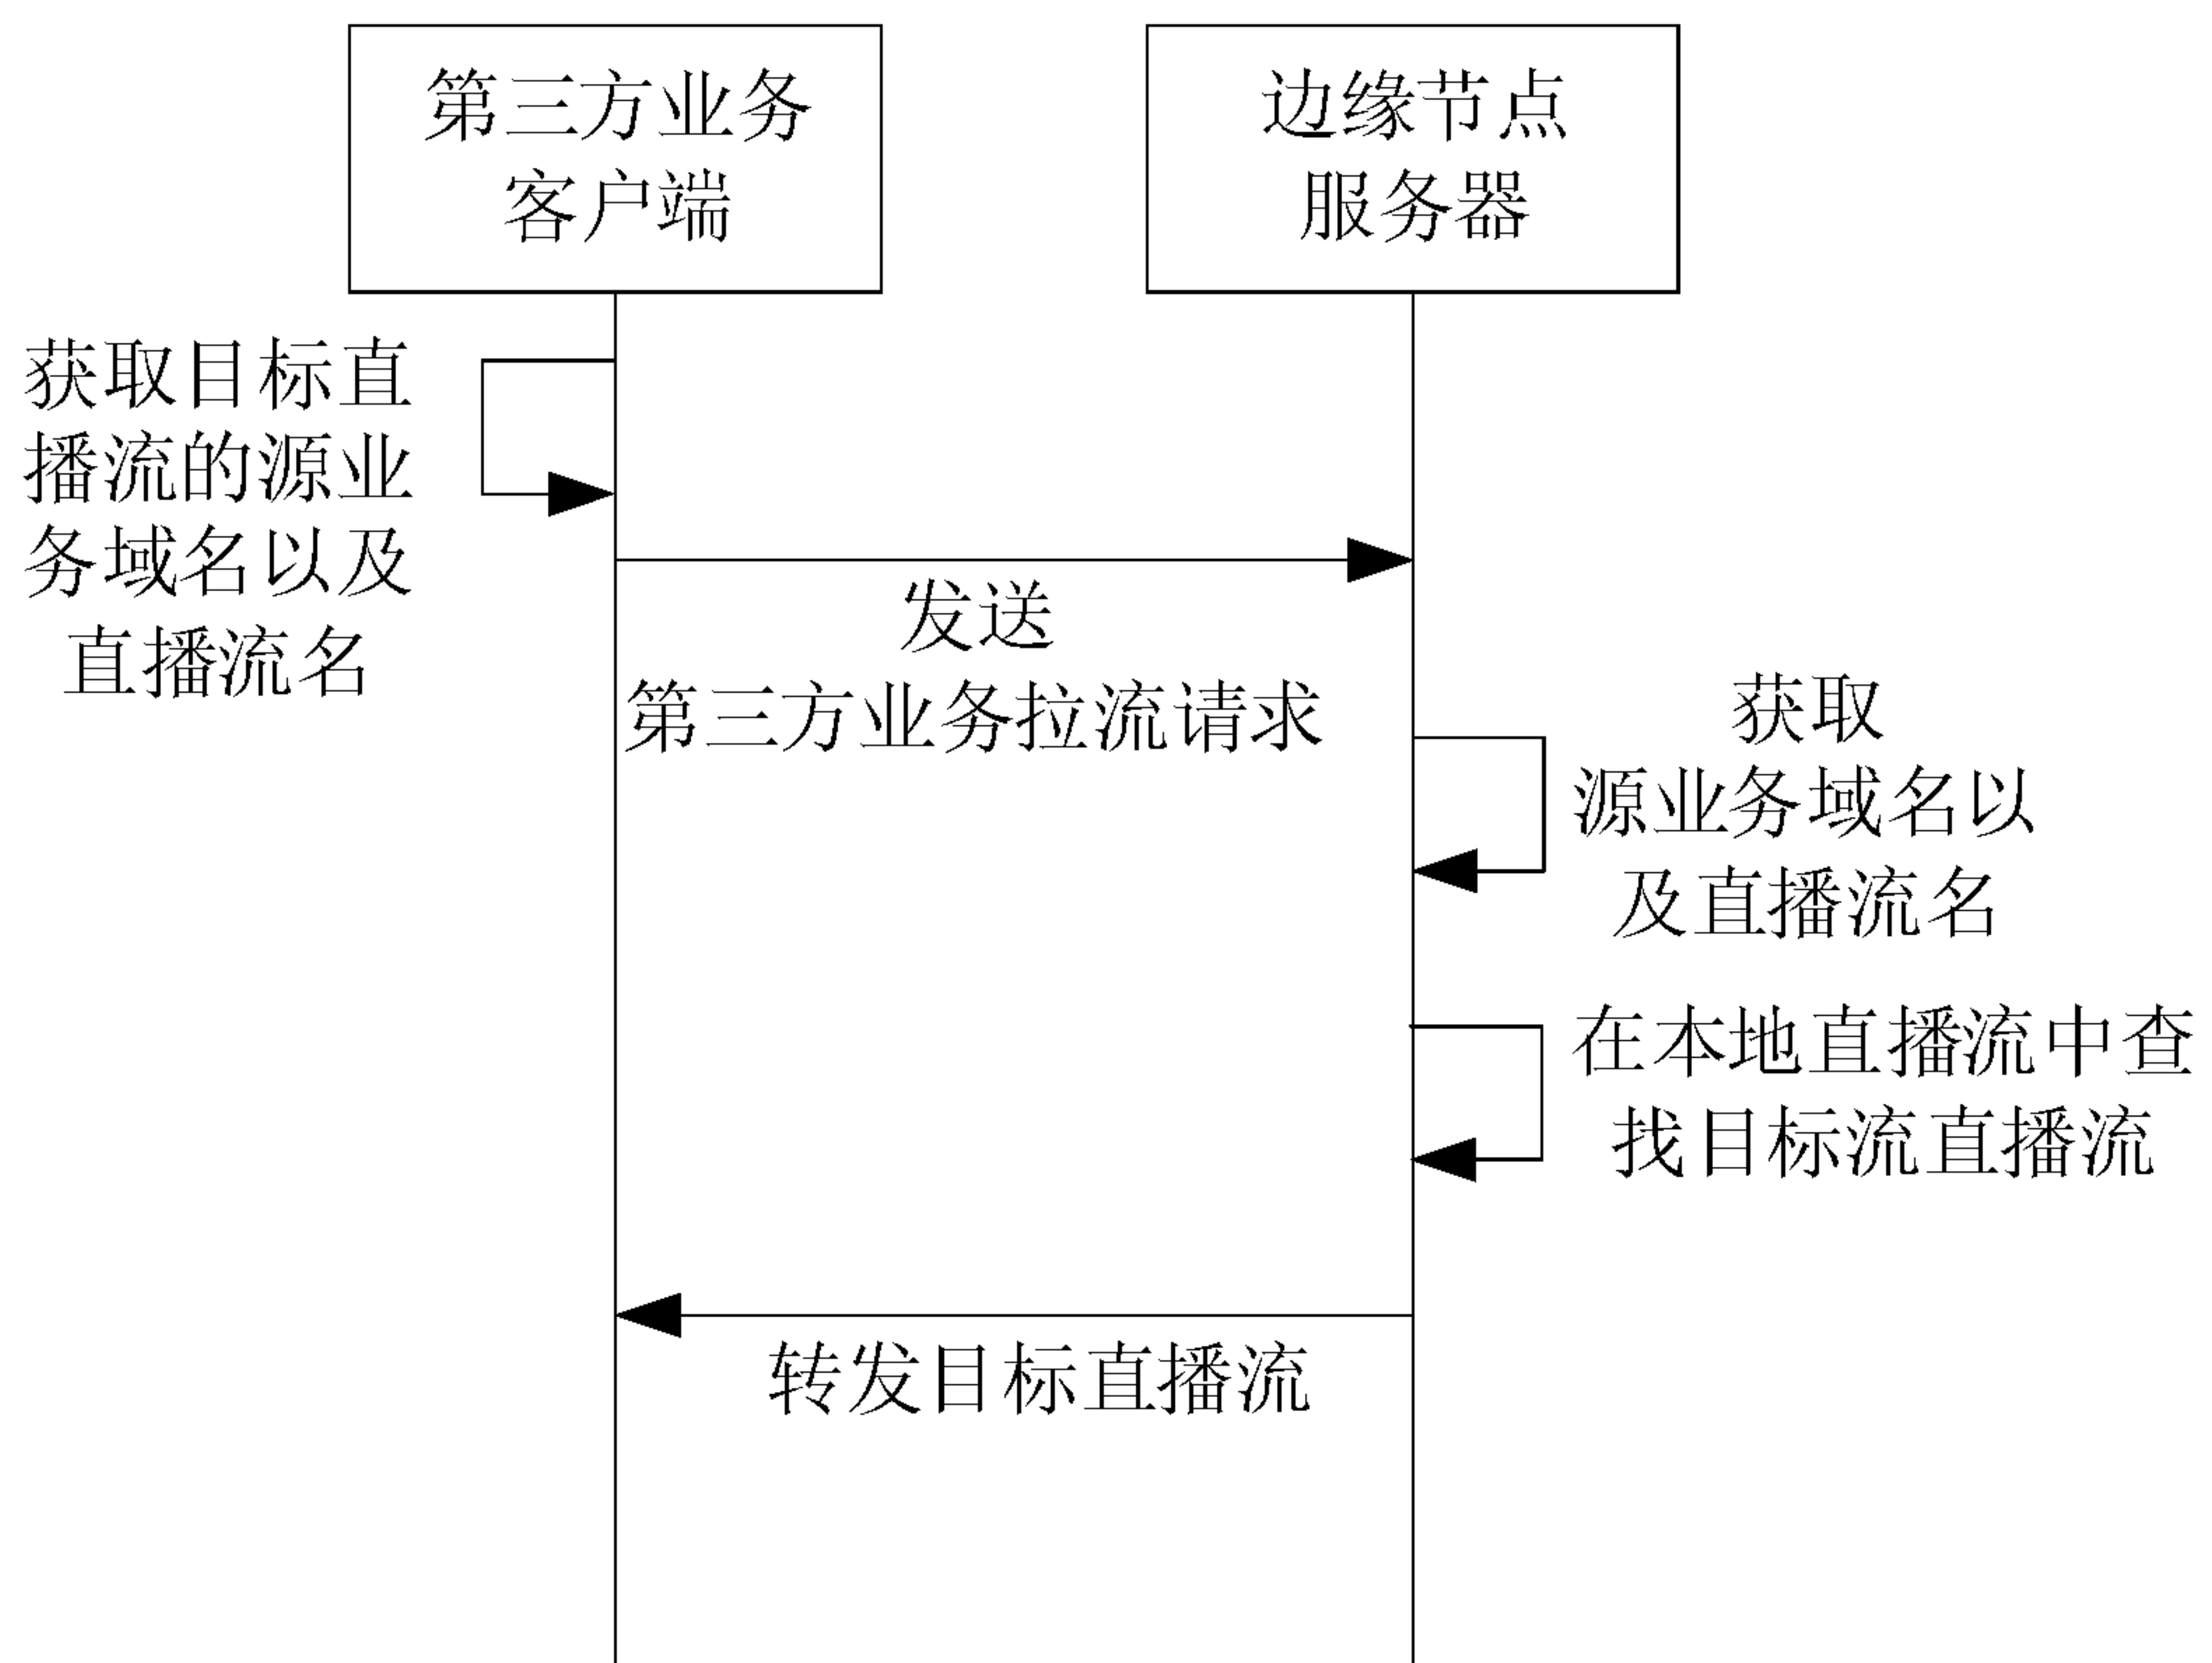 第三方业务
客户端
边缘节点
服务器
获取目标直
播流的源业
务域名以及
直播流名
发送
第三方业务拉流请求
获取
源业务域名以
及直播流名
在本地直播流中查
找目标流直播流
转发目标直播流